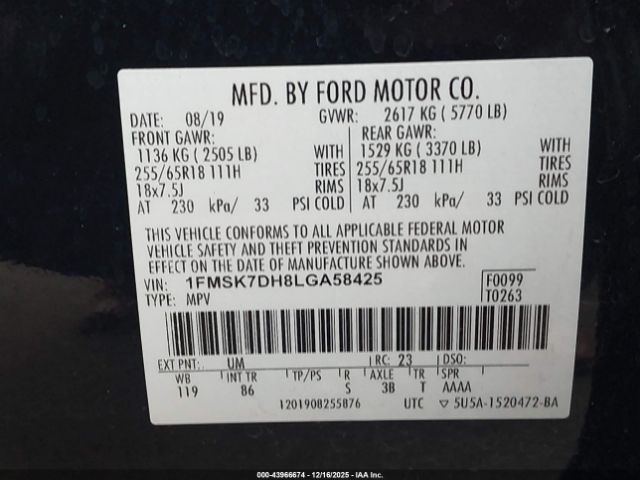 MFD. BY FORD MOTOR CO.
DATE: 08/19 GVWR: 2617 KG ( 5770 LB)
FRONT GAWR: REAR GAWR:
1136 KG ( 2505 LB) WITH 1529 KG ( 3370 LB) WITH
255/65R18 111H TIRES 255/65R18 111H TIRES
18x7.5J RIMS 18x7.5J RIMS
AT 230 kPa/ 33 PSI COLD AT 230 kPa/ 33 PSI COLD
THIS VEHICLE CONFORMS TO ALL APPLICABLE FEDERAL MOTOR
VEHICLE SAFETY AND THEFT PREVENTION STANDARDS IN
EFFECT ON THE DATE OF MANUFACTURE SHOWN ABOVE.
VIN: 1FMSK7DH8LGA58425 F0099
TYPE: MPV T0263
EXT PNT: UM RC: 23 DSO:
WB INT TR TP/PS R AXLE TR SPR
119 86 S 3B T AAAA
1201908255876 UTC ▽ 5U5A-1520472-BA
000-43966674 - 12/16/2025 - IAA Inc.